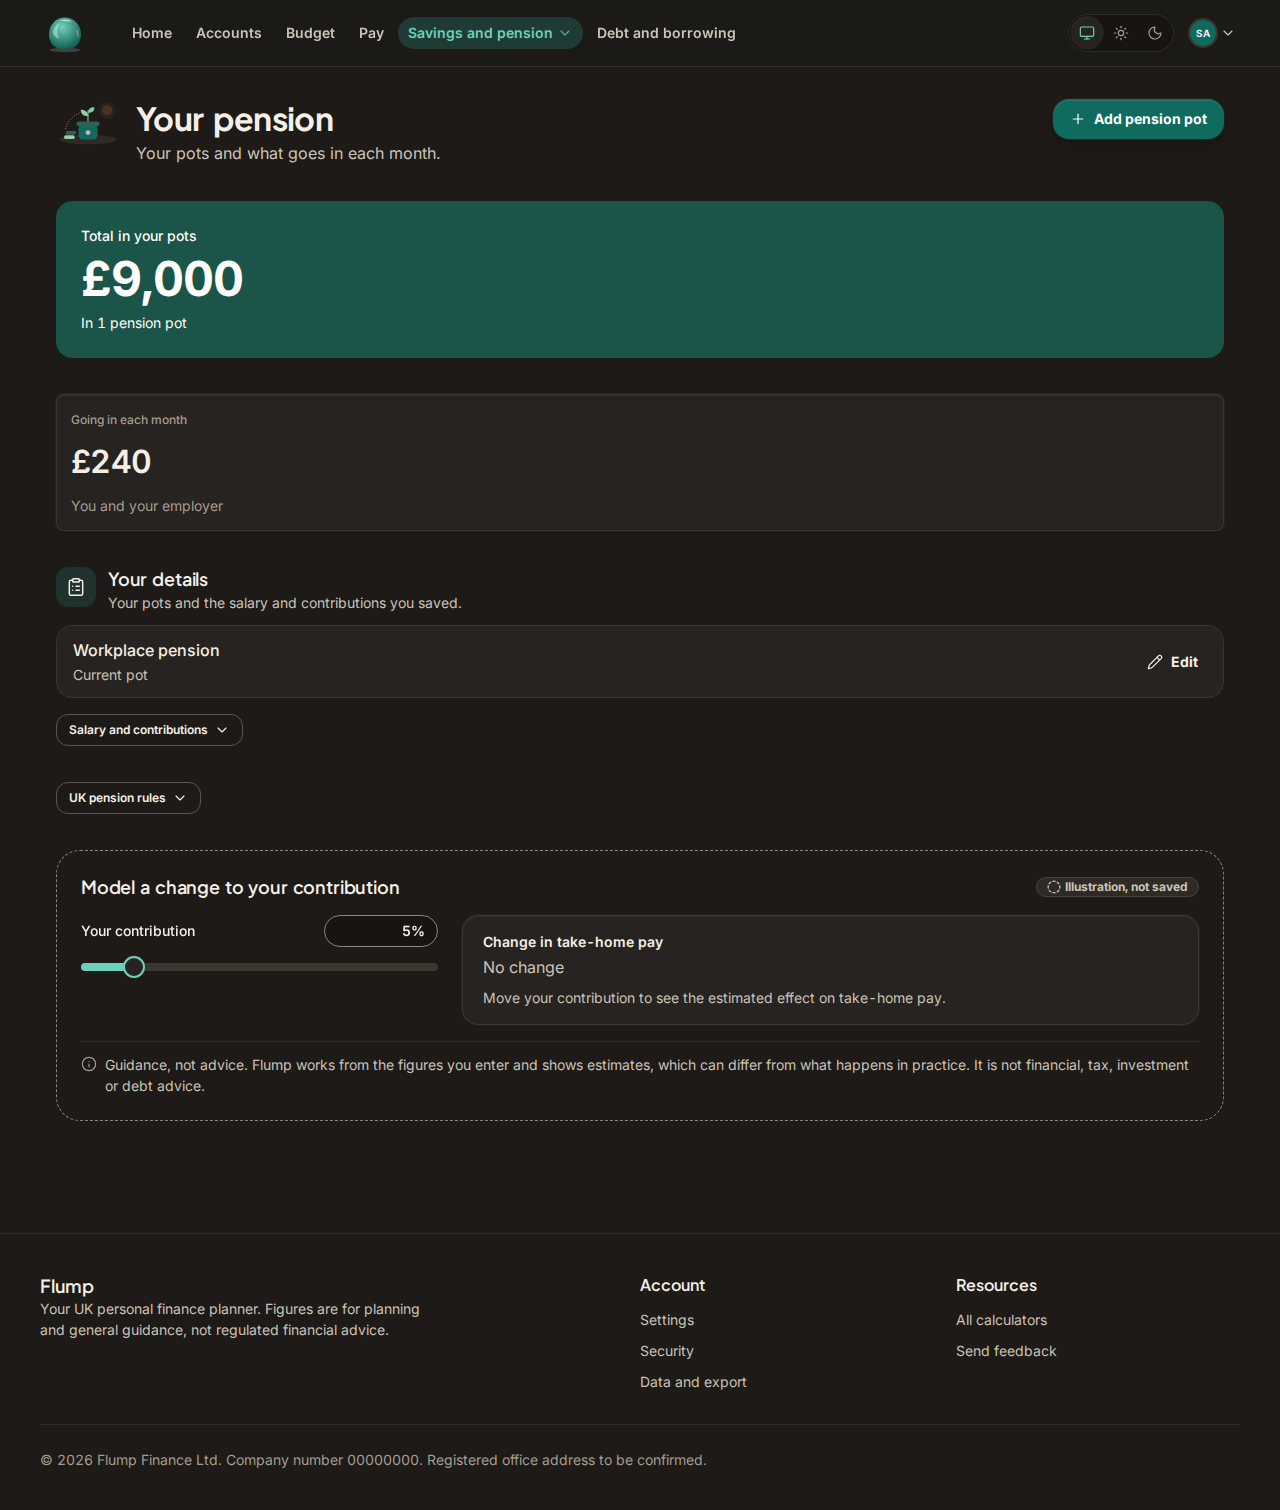 Home
Accounts
Budget
Pay
Savings and pension
Debt and borrowing
SA
Your pension
Your pots and what goes in each month.
Add pension pot
Total in your pots
£9,000
In 1 pension pot
Going in each month
£240
You and your employer
Your details
Your pots and the salary and contributions you saved.
Workplace pension
Current pot
Edit
Salary and contributions
UK pension rules
Model a change to your contribution
Illustration, not saved
Your contribution
5%
Change in take-home pay
No change
Move your contribution to see the estimated effect on take-home pay.
Guidance, not advice. Flump works from the figures you enter and shows estimates, which can differ from what happens in practice. It is not financial, tax, investment
or debt advice.
Flump
Your UK personal finance planner. Figures are for planning
and general guidance, not regulated financial advice.
Account
Settings
Security
Data and export
Resources
All calculators
Send feedback
© 2026 Flump Finance Ltd. Company number 00000000. Registered office address to be confirmed.